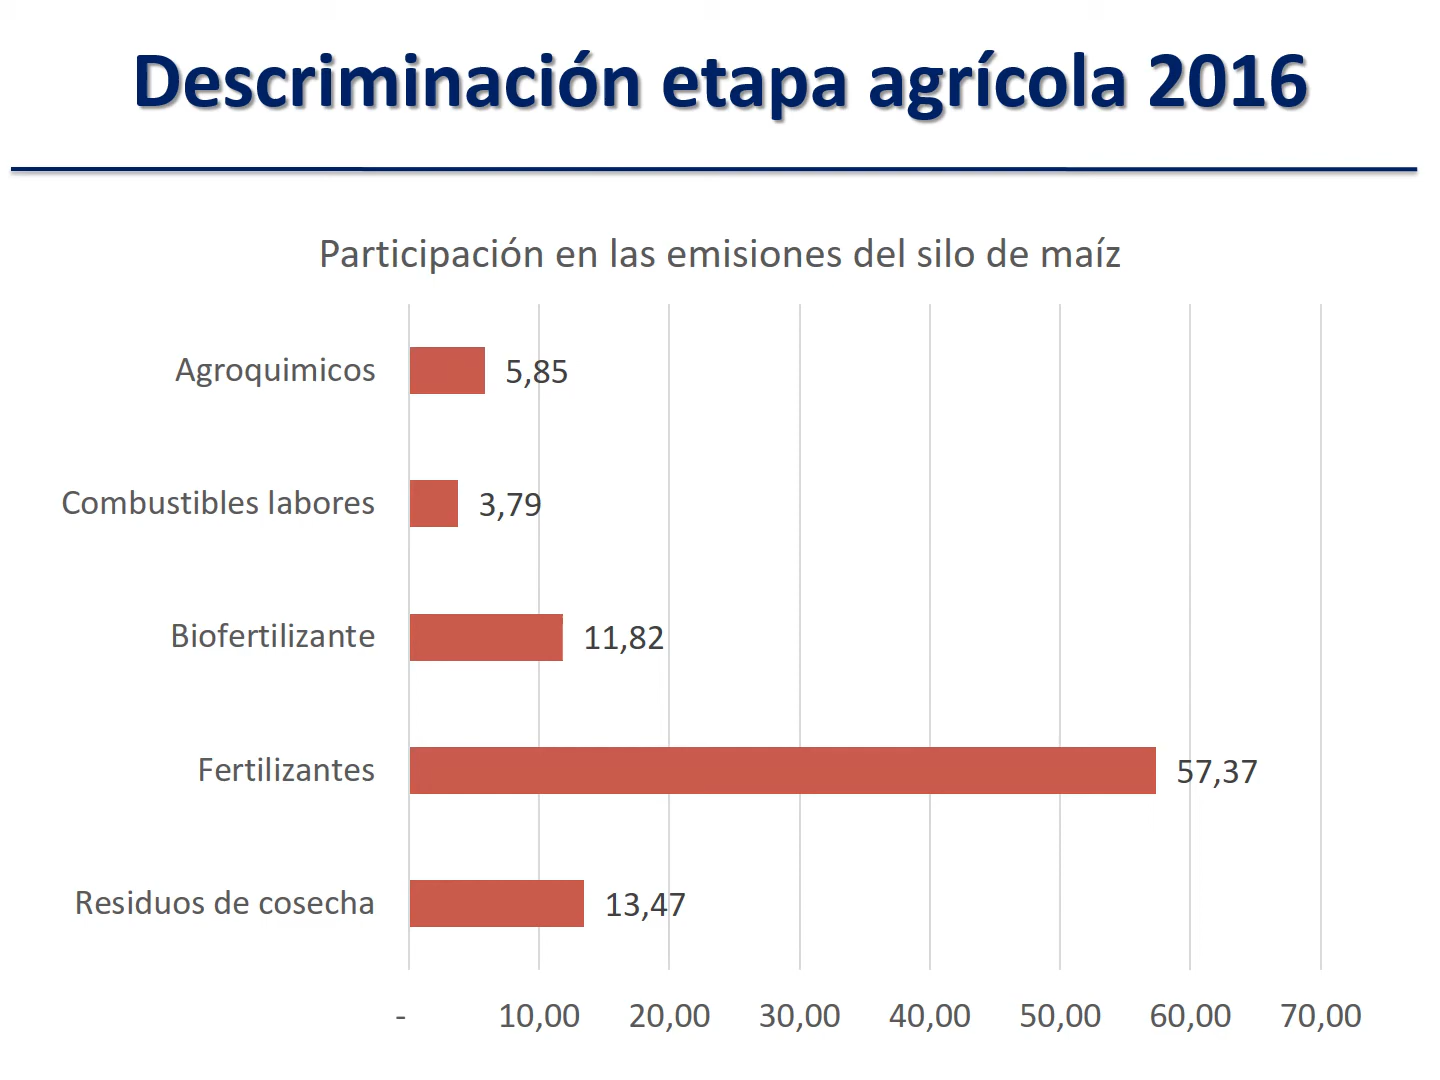 Descriminación etapa agrícola 2016
Participación en las emisiones del silo de maíz
Agroquimicos 5,85
Combustibles labores 3,79
Biofertilizante 11,82
Fertilizantes 57,37
Residuos de cosecha 13,47
- 10,00 20,00 30,00 40,00 50,00 60,00 70,00